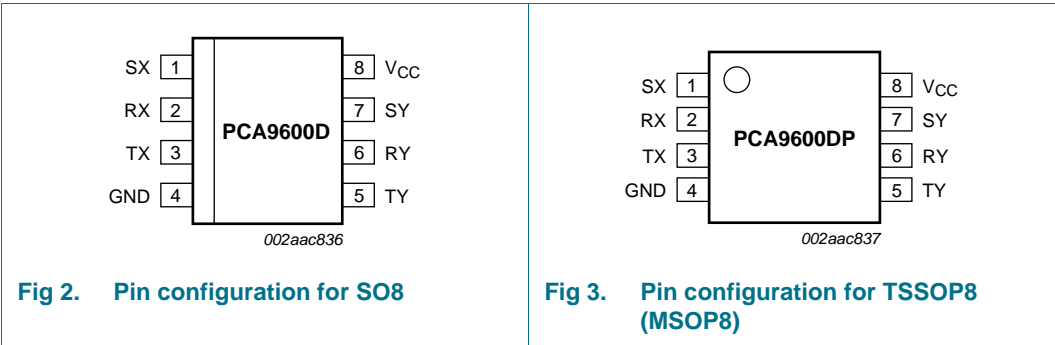 SX 1 8 VCC
RX 2 7 SY
PCA9600D
TX 3 6 RY
GND 4 5 TY
002aac836
Fig 2. Pin configuration for SO8
SX 1 8 VCC
RX 2 7 SY
PCA9600DP
TX 3 6 RY
GND 4 5 TY
002aac837
Fig 3. Pin configuration for TSSOP8
(MSOP8)